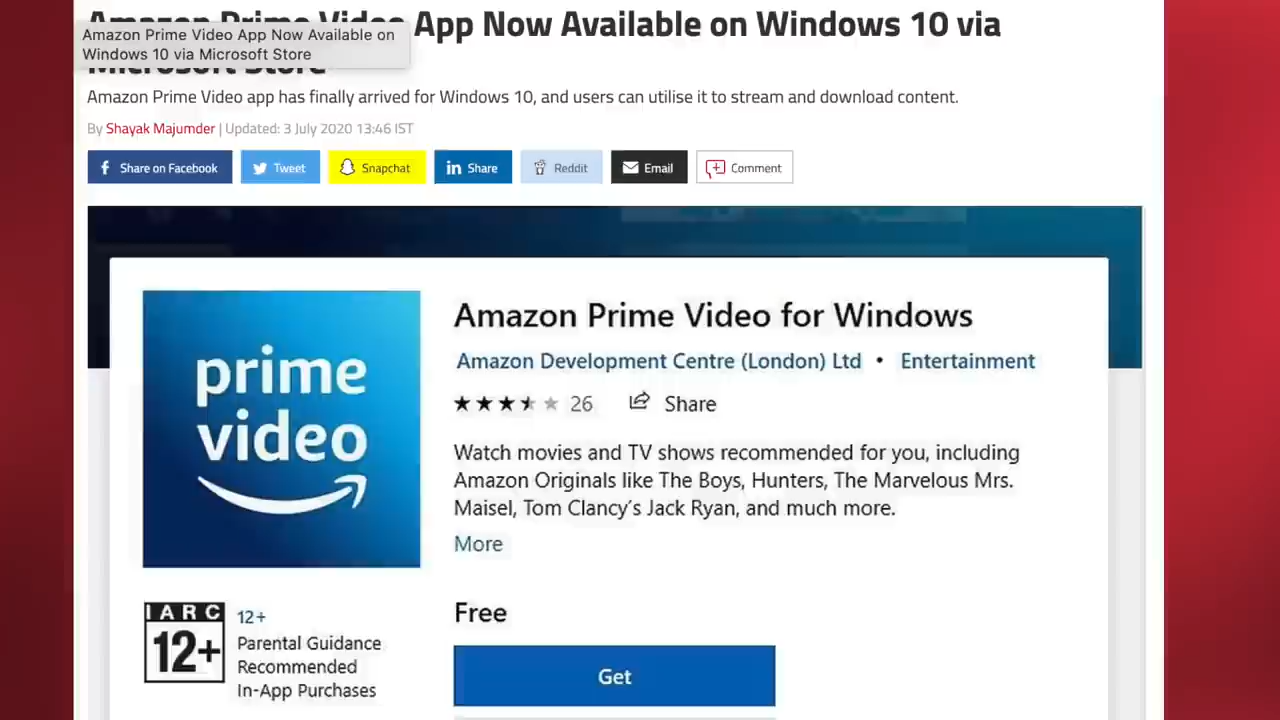 Amazon Prime Video App Now Available on Windows 10 via
Microsoft Store
Amazon Prime Video App Now Available on
Windows 10 via Microsoft Store
Amazon Prime Video app has finally arrived for Windows 10, and users can utilise it to stream and download content.
By Shayak Majumder | Updated: 3 July 2020 13:46 IST
Share on Facebook
Tweet
Snapchat
in Share
Reddit
Email
Comment
prime
video
Amazon Prime Video for Windows
Amazon Development Centre (London) Ltd • Entertainment
26 Share
Watch movies and TV shows recommended for you, including
Amazon Originals like The Boys, Hunters, The Marvelous Mrs.
Maisel, Tom Clancy's Jack Ryan, and much more.
More
IARC
12+
12+
Parental Guidance
Recommended
In-App Purchases
Free
Get